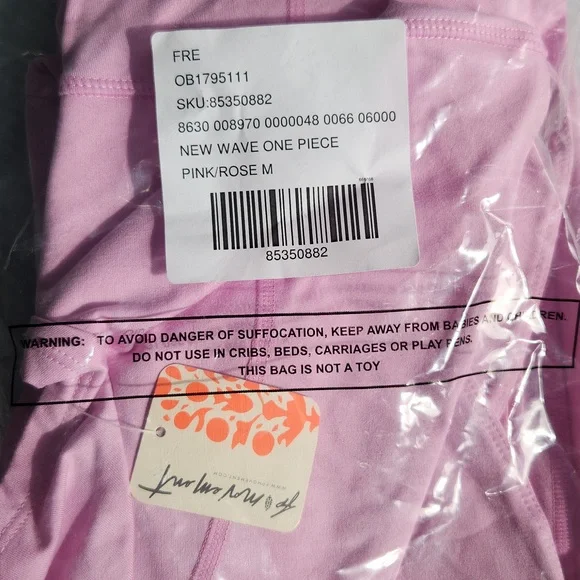 FRE
OB1795111
SKU:85350882
8630 008970 0000048 0066 06000
NEW WAVE ONE PIECE
PINK/ROSE M
85350882
WARNING: TO AVOID DANGER OF SUFFOCATION, KEEP AWAY FROM BABIES AND CHILDREN.
DO NOT USE IN CRIBS, BEDS, CARRIAGES OR PLAY PENS.
THIS BAG IS NOT A TOY
fp movement